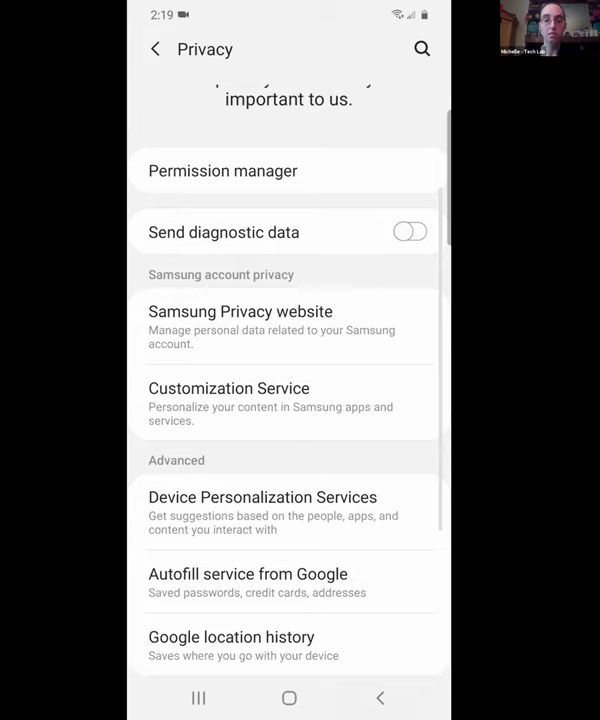 2:19
Michelle - Tech Lab
Privacy
important to us.
Permission manager
Send diagnostic data
Samsung account privacy
Samsung Privacy website
Manage personal data related to your Samsung
account.
Customization Service
Personalize your content in Samsung apps and
services.
Advanced
Device Personalization Services
Get suggestions based on the people, apps, and
content you interact with
Autofill service from Google
Saved passwords, credit cards, addresses
Google location history
Saves where you go with your device